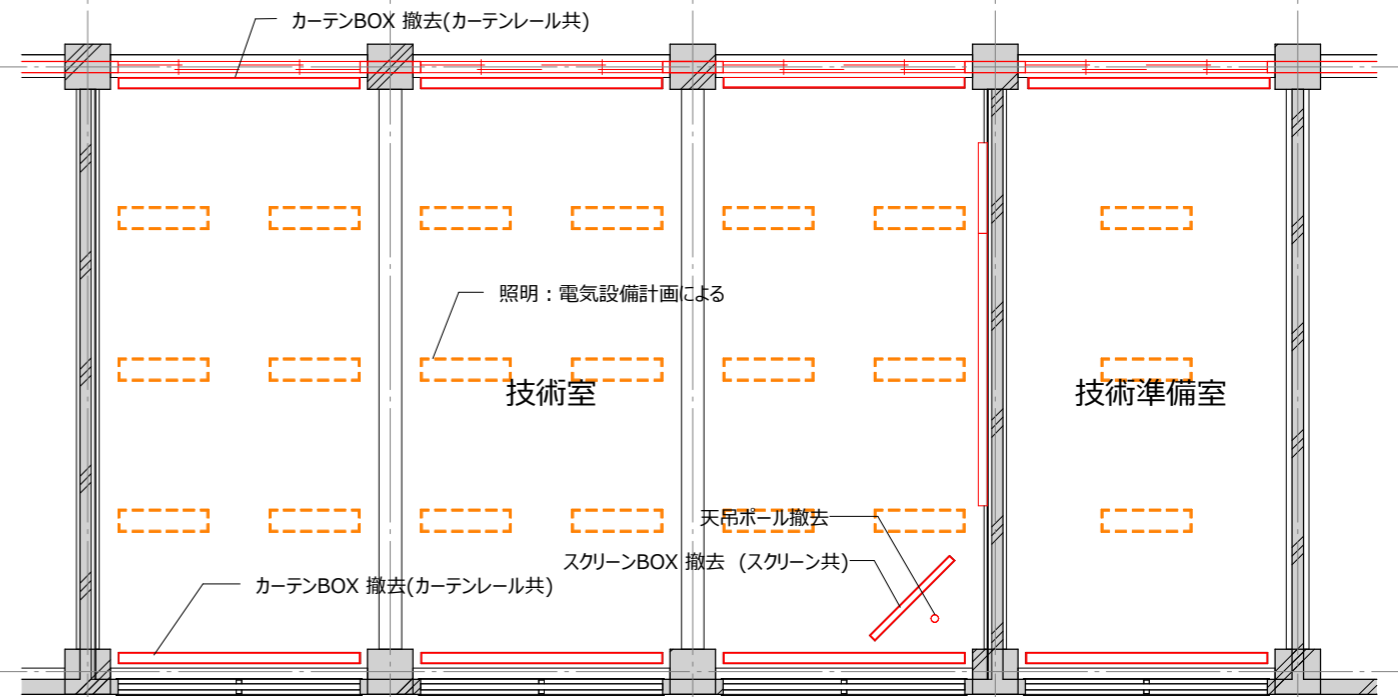 カーテンBOX 撤去(カーテンレール共)
照明：電気設備計画による
技術室
技術準備室
天吊ポール撤去
スクリーンBOX 撤去 (スクリーン共)
カーテンBOX 撤去(カーテンレール共)